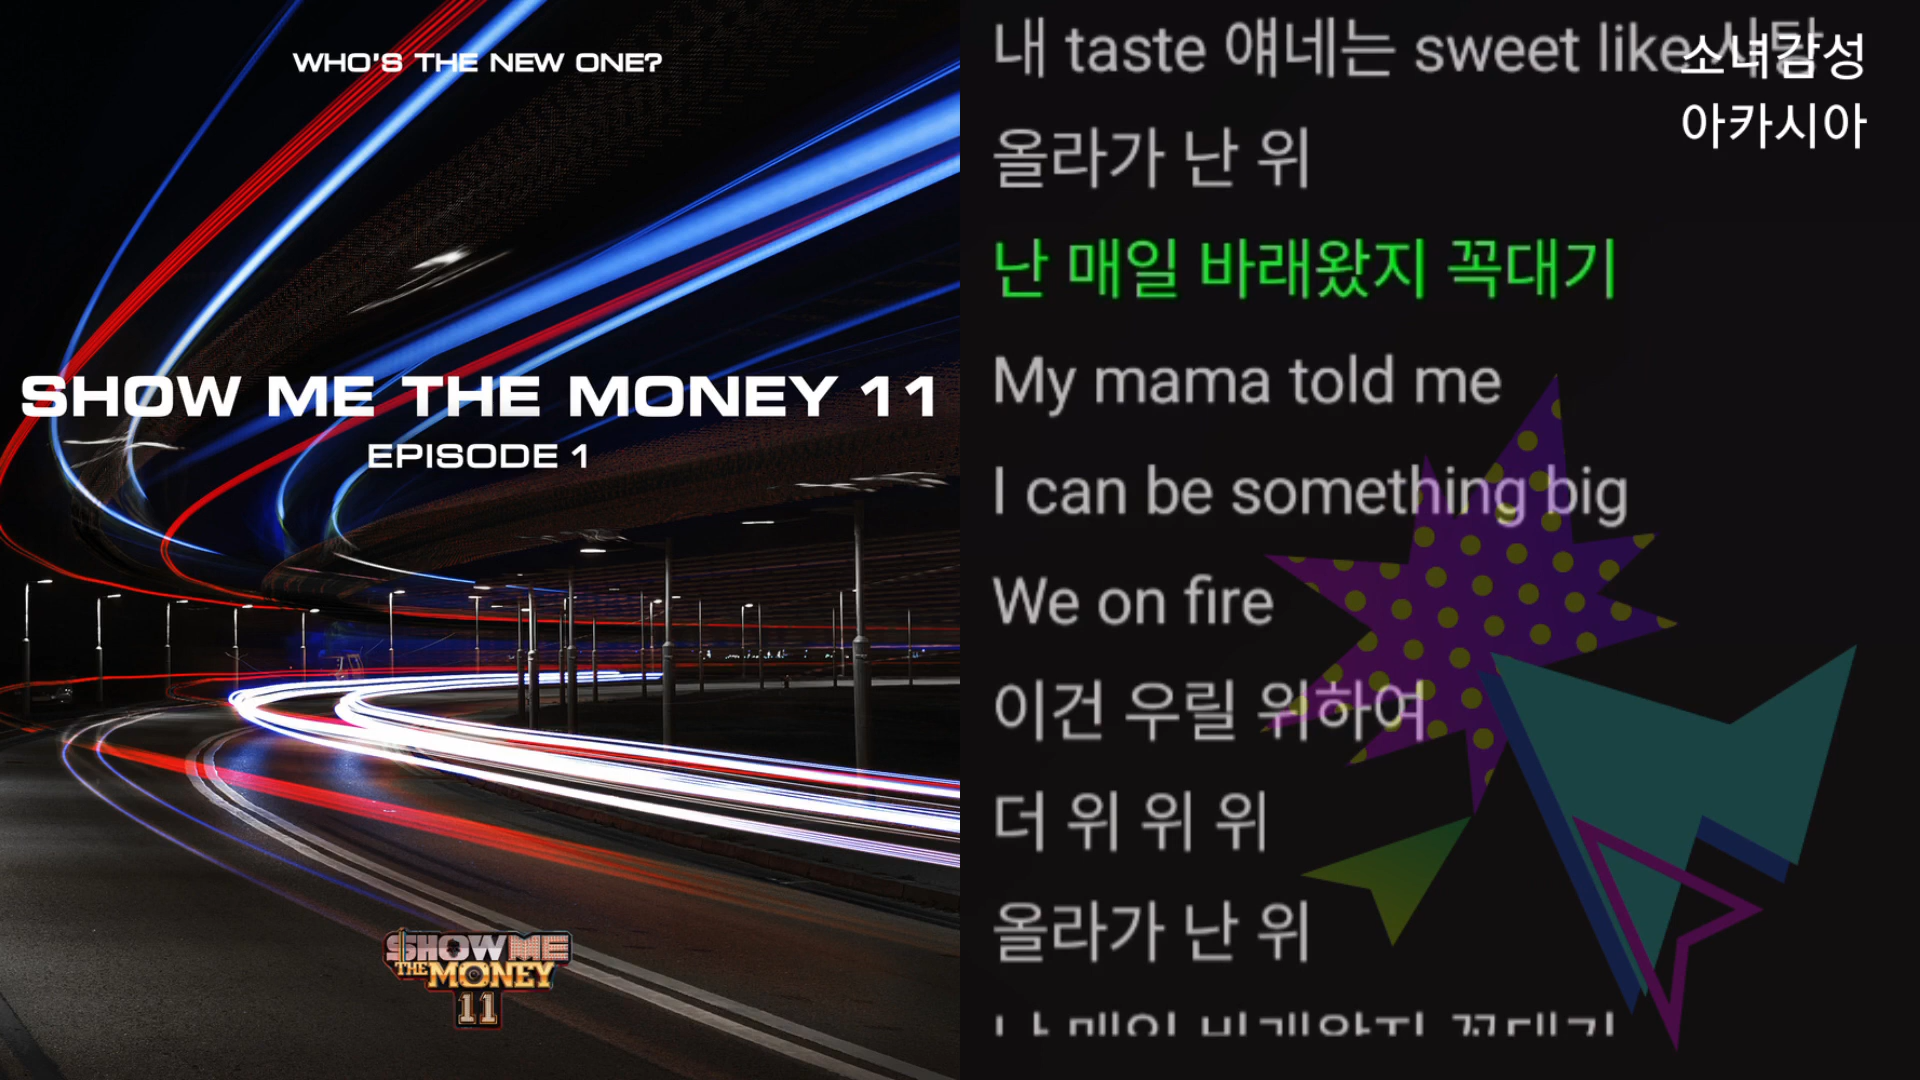 WHO'S THE NEW ONE?
SHOW ME THE MONEY 11
EPISODE 1
SHOW ME
THE MONEY
11
내 taste 얘네는 sweet like
소녀감성
아카시아
올라가 난 위
난 매일 바래왔지 꼭대기
My mama told me
I can be something big
We on fire
이건 우릴 위하여
더 위 위 위
올라가 난 위